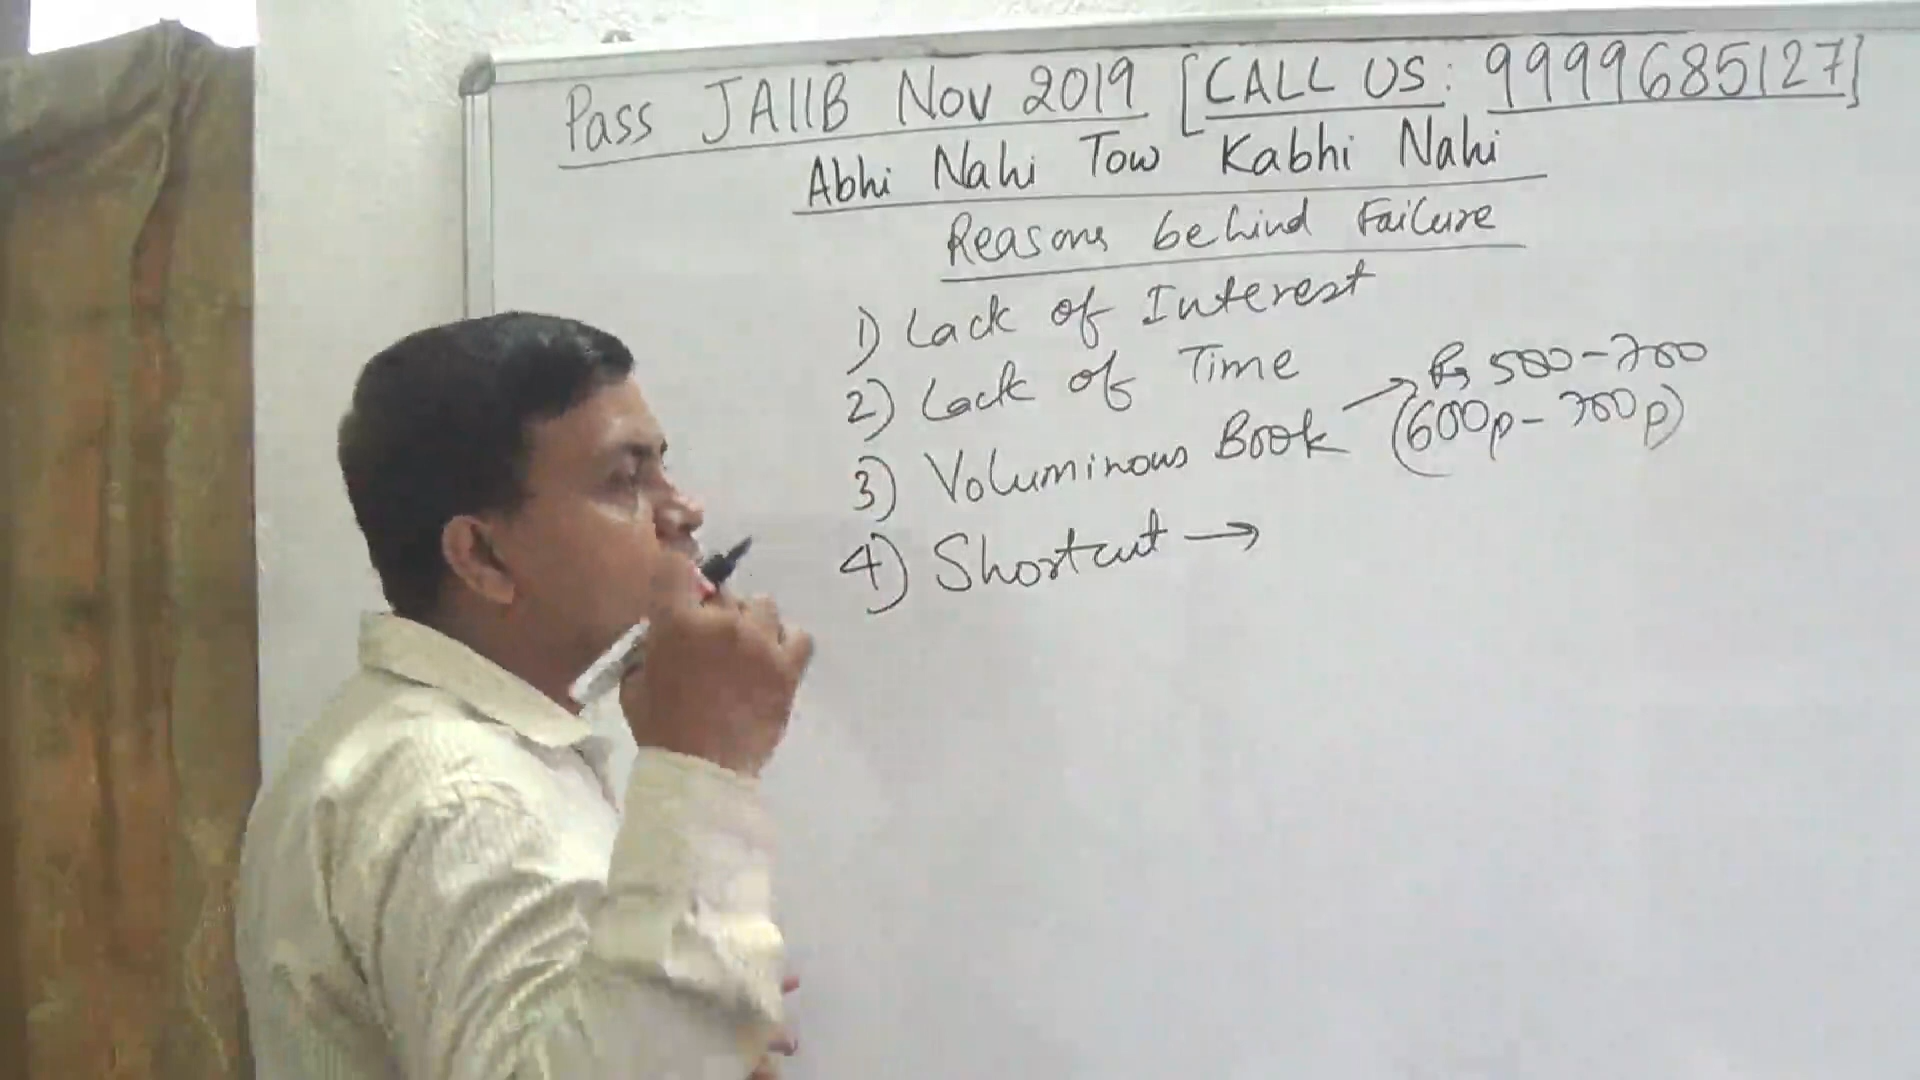 Pass JAIIB Nov 2019 [CALL US: 9999685127]
Abhi Nahi Tow Kabhi Nahi
Reasons behind Failure
1) Lack of Interest
2) Lack of Time
3) Voluminous Book → Rs 500-700
(600p - 700p)
4) Shortcut →